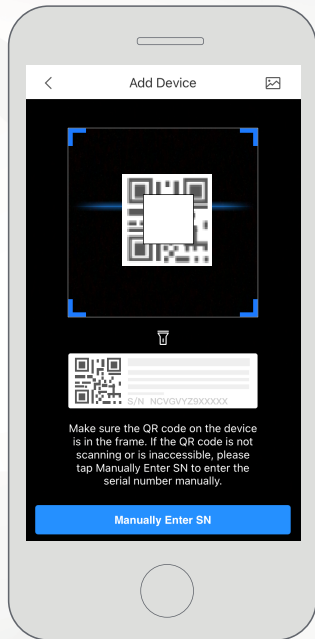 Add Device
S/N NCVGVYZ9XXXXX
Make sure the QR code on the device
is in the frame. If the QR code is not
scanning or is inaccessible, please
tap Manually Enter SN to enter the
serial number manually.
Manually Enter SN